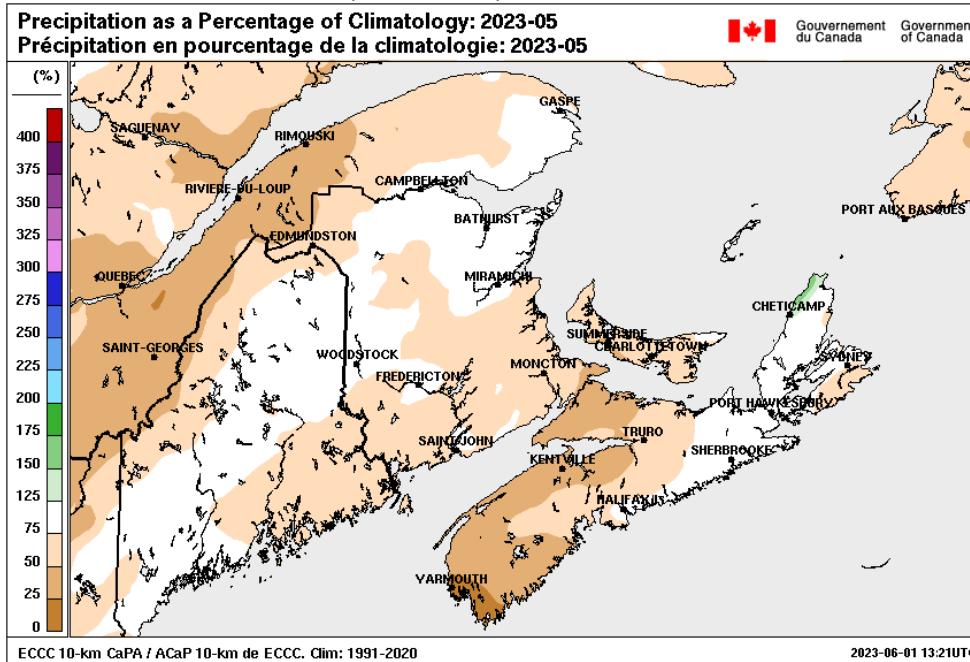 Precipitation as a Percentage of Climatology: 2023-05
Précipitation en pourcentage de la climatologie: 2023-05
Gouvernement du Canada
Governmen of Canada
(%)
400
375
350
325
300
275
250
225
200
175
150
125
75
50
25
0
GASPE
SAGUENAY
RIMOUSKI
CAMPBELLTON
RIVIERE-DU-LOUP
PORT AUX BASQUES
BATHURST
EDMUNDSTON
QUEBEC
MIRAMICHI
CHETICAMP
SUMMERSIDE
SAINT-GEORGES
CHARLOTTETOWN
WOODSTOCK
SYDNEY
MONCTON
FREDERICTON
PORT HAWKESBURY
TRURO
SAINT JOHN
SHERBROOKE
KENTVILLE
HALIFAX
YARMOUTH
ECCC 10-km CaPA / ACaP 10-km de ECCC. Clim: 1991-2020
2023-06-01 13:21UT